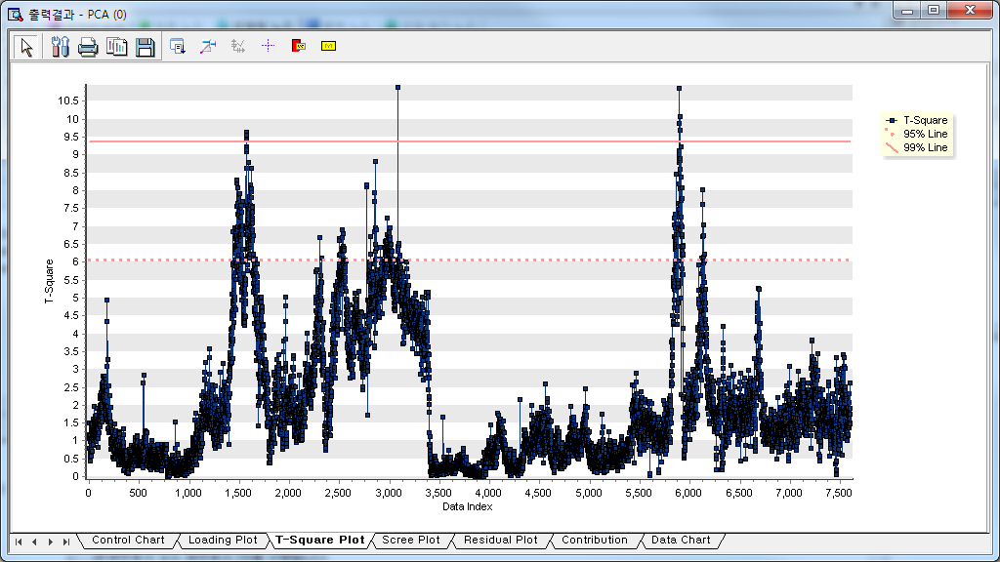 출력결과 - PCA (0)
10.5
10
9.5
9
8.5
8
7.5
7
6.5
6
5.5
5
4.5
4
3.5
3
2.5
2
1.5
1
0.5
0
T-Square
0 500 1,000 1,500 2,000 2,500 3,000 3,500 4,000 4,500 5,000 5,500 6,000 6,500 7,000 7,500
Data Index
T-Square
95% Line
99% Line
Control Chart Loading Plot T-Square Plot Scree Plot Residual Plot Contribution Data Chart